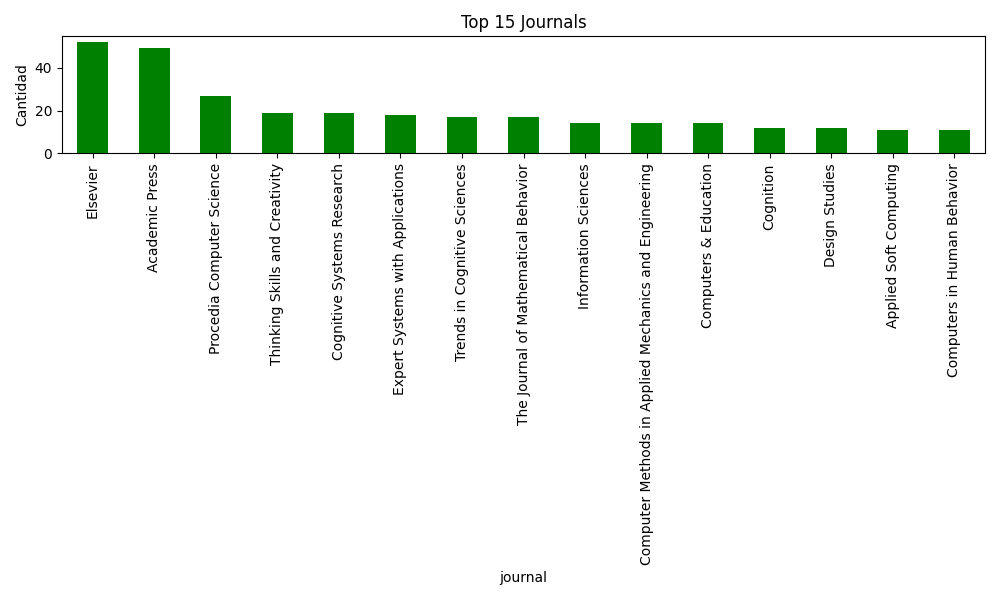 Top 15 Journals
Cantidad
40
20
0
Elsevier
Academic Press
Procedia Computer Science
Thinking Skills and Creativity
Cognitive Systems Research
Expert Systems with Applications
Trends in Cognitive Sciences
The Journal of Mathematical Behavior
Information Sciences
Computer Methods in Applied Mechanics and Engineering
Computers & Education
Cognition
Design Studies
Applied Soft Computing
Computers in Human Behavior
journal